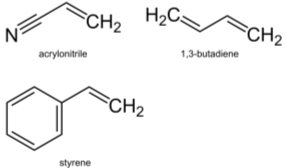 N CH₂
acrylonitrile
H₂C CH₂
1,3-butadiene
CH₂
styrene